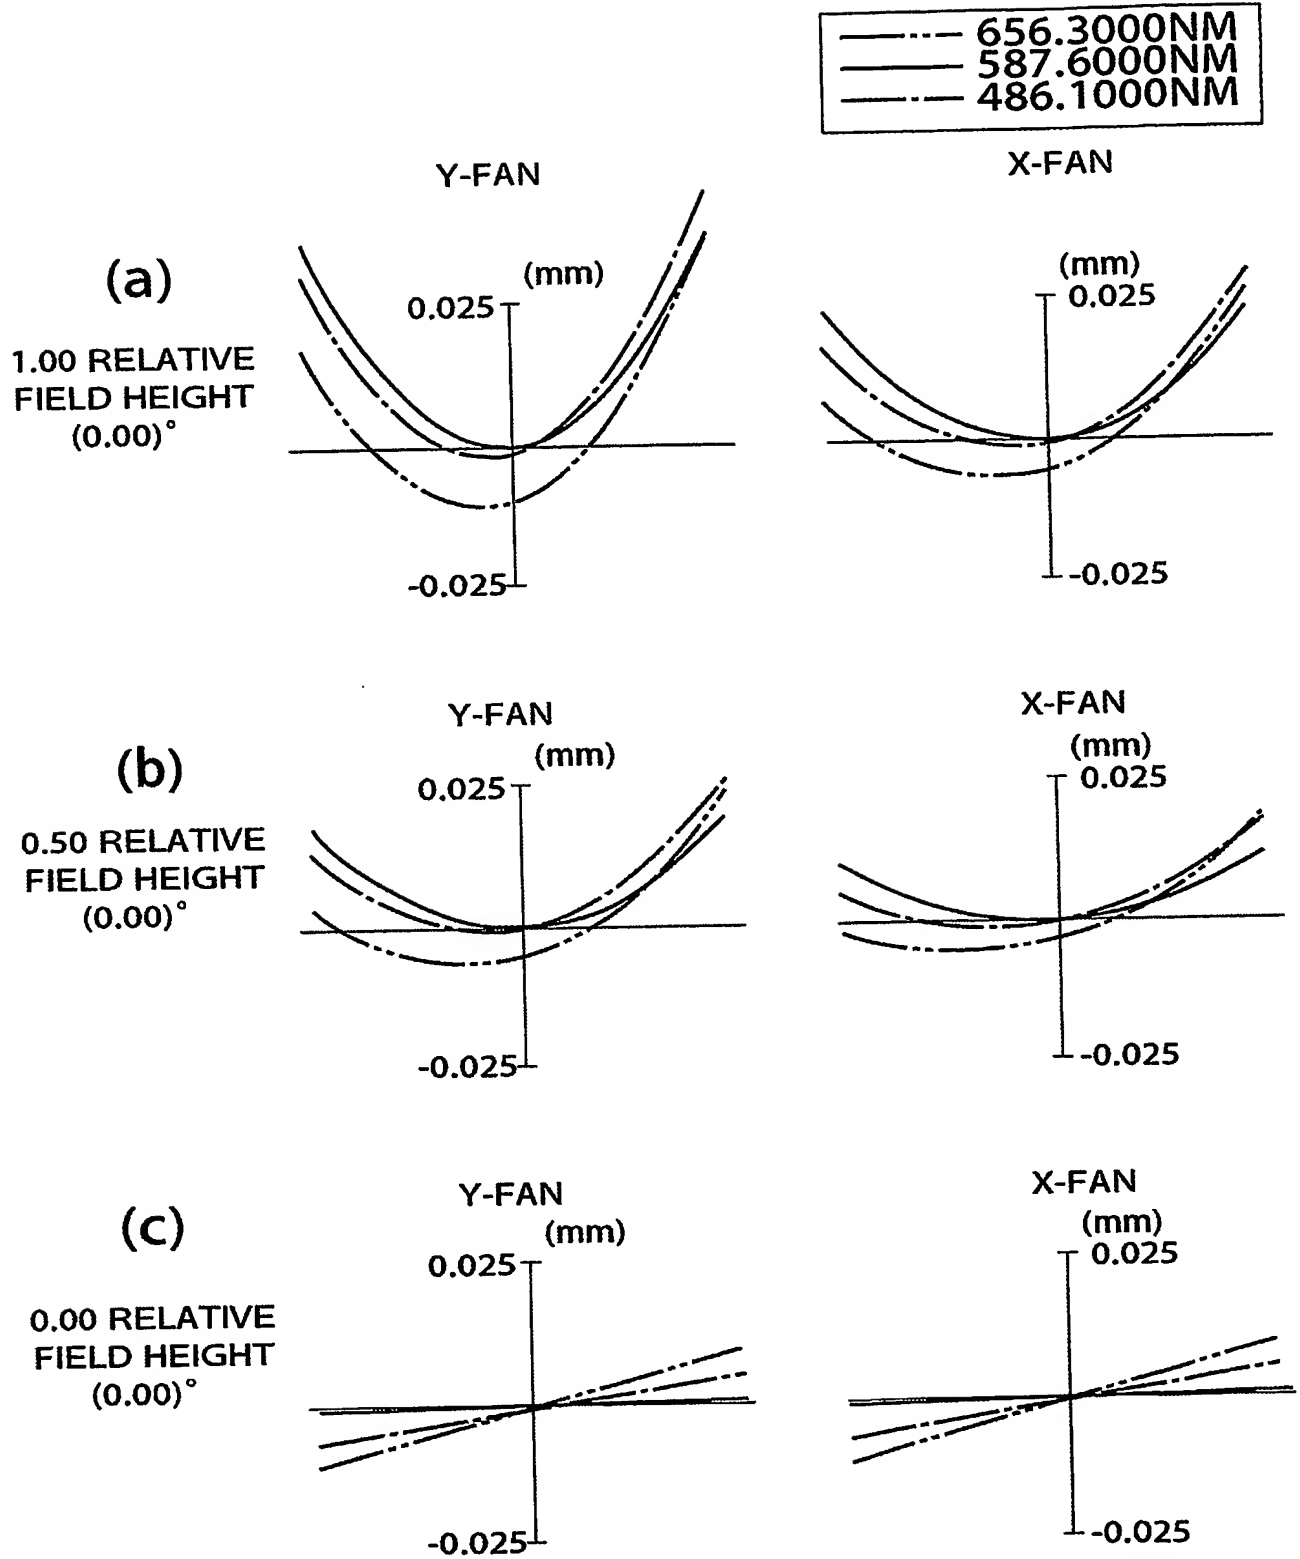 656.3000NM
587.6000NM
486.1000NM
Y-FAN
X-FAN
(a)
1.00 RELATIVE
FIELD HEIGHT
(0.00)°
(mm)
0.025
-0.025
(mm)
0.025
-0.025
Y-FAN
X-FAN
(b)
0.50 RELATIVE
FIELD HEIGHT
(0.00)°
(mm)
0.025
-0.025
(mm)
0.025
-0.025
Y-FAN
X-FAN
(c)
0.00 RELATIVE
FIELD HEIGHT
(0.00)°
(mm)
0.025
-0.025
(mm)
0.025
-0.025